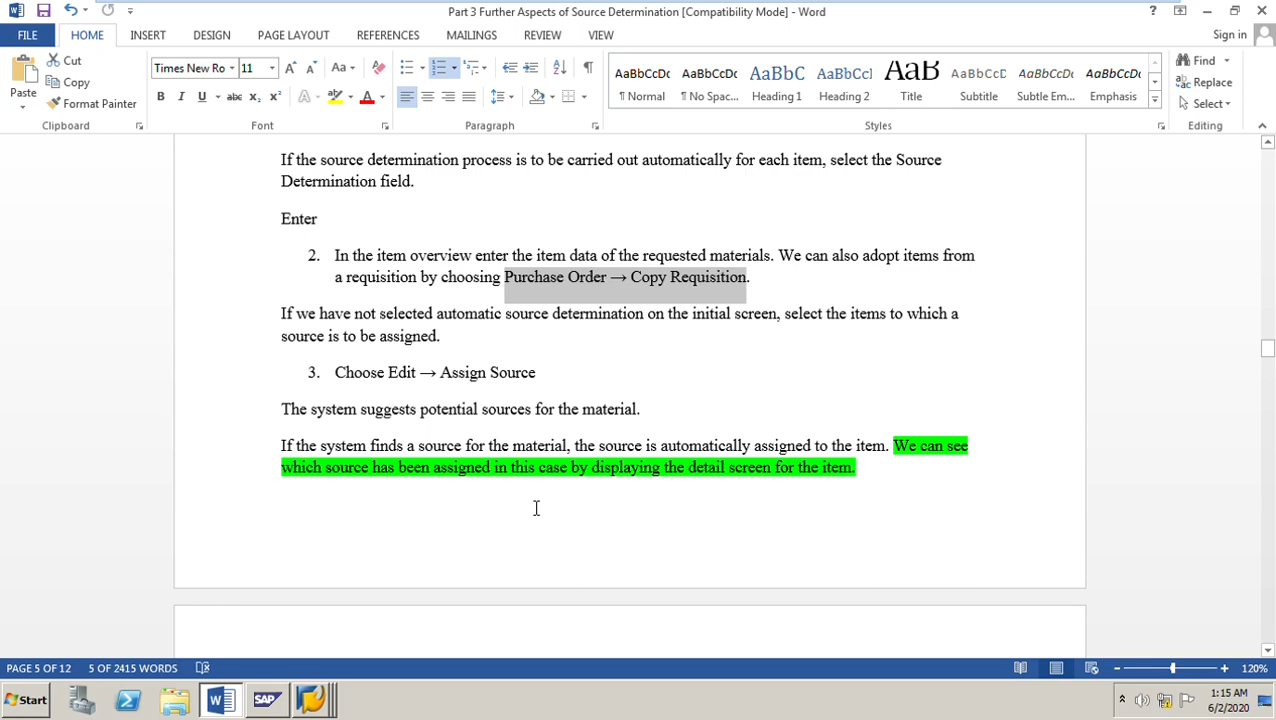 Part 3 Further Aspects of Source Determination [Compatibility Mode] - Word
FILE HOME INSERT DESIGN PAGE LAYOUT REFERENCES MAILINGS REVIEW VIEW Sign in
Paste Cut Copy Format Painter
Times New Ro 11
AaBbCcDc AaBbCcDc AaBbC AaBbCcC AaB AaBbCcD AaBbCcDc AaBbCcDc
¶ Normal ¶ No Spac... Heading 1 Heading 2 Title Subtitle Subtle Em... Emphasis
Find Replace Select
Clipboard Font Paragraph Styles Editing
If the source determination process is to be carried out automatically for each item, select the Source
Determination field.
Enter
2. In the item overview enter the item data of the requested materials. We can also adopt items from
a requisition by choosing Purchase Order → Copy Requisition.
If we have not selected automatic source determination on the initial screen, select the items to which a
source is to be assigned.
3. Choose Edit → Assign Source
The system suggests potential sources for the material.
If the system finds a source for the material, the source is automatically assigned to the item. We can see
which source has been assigned in this case by displaying the detail screen for the item.
PAGE 5 OF 12 5 OF 2415 WORDS 120%
Start SAP 1:15 AM
6/2/2020